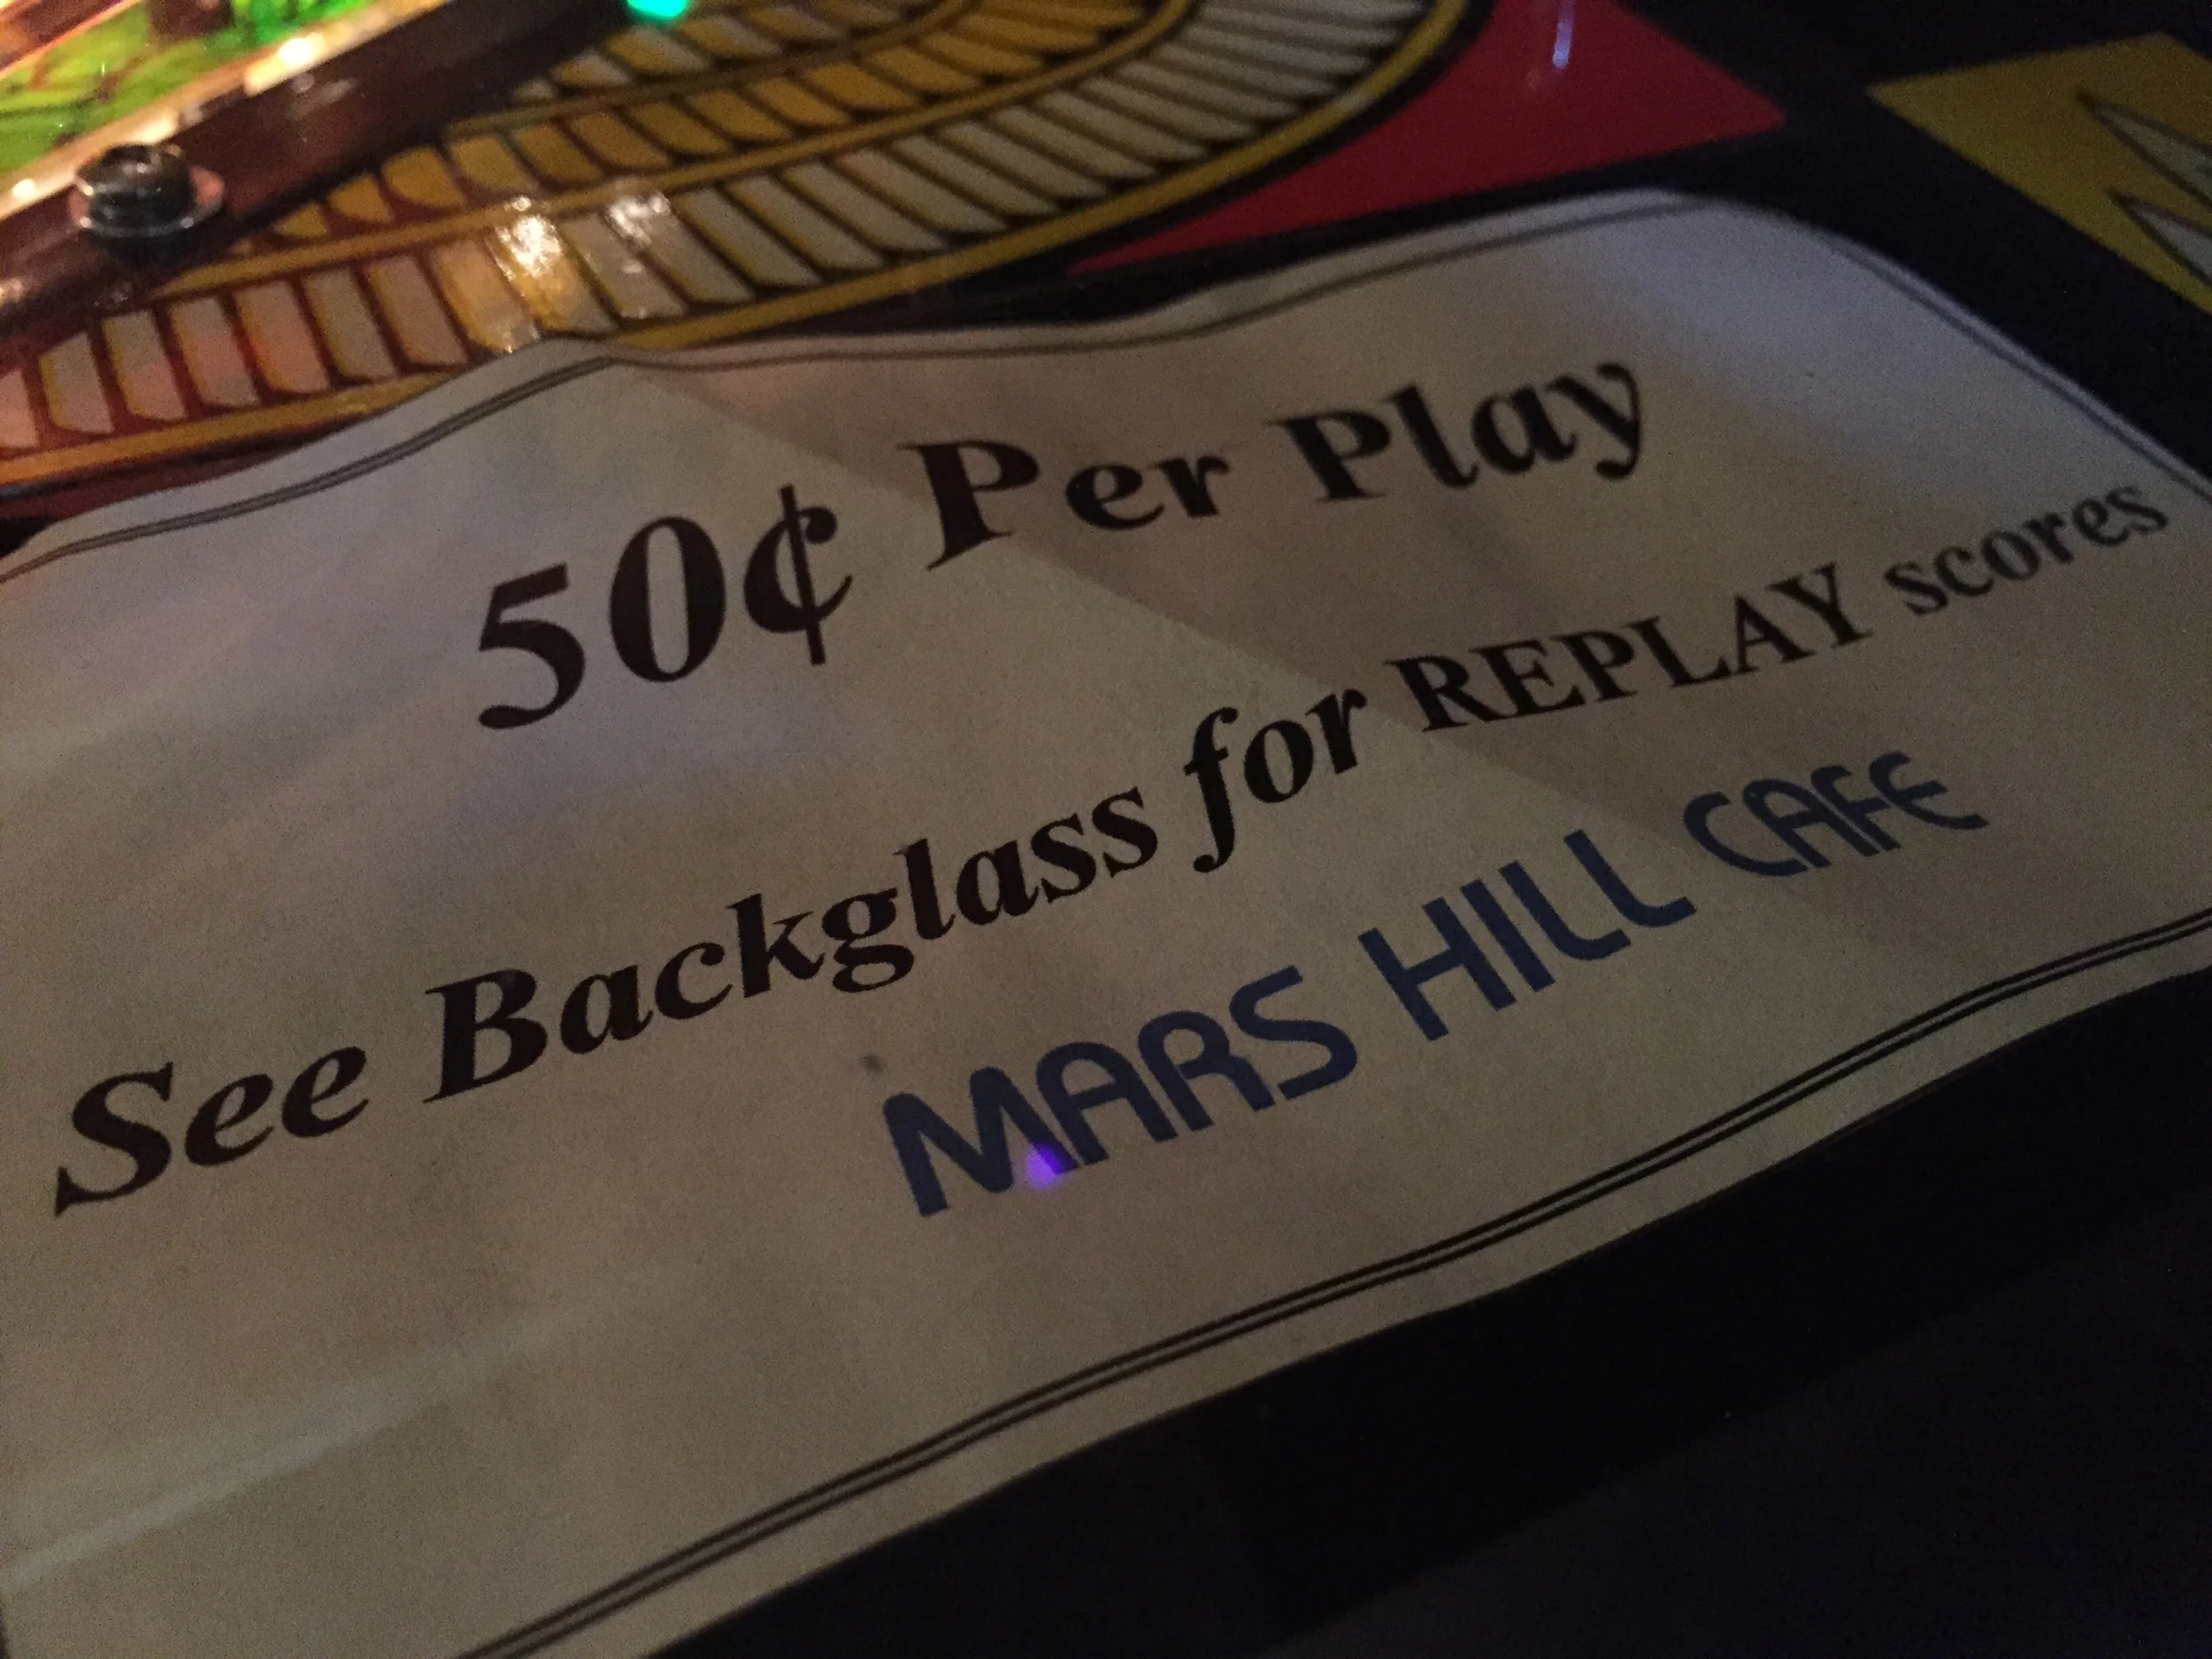 50¢ Per Play
See Backglass for REPLAY scores
MARS HILL CAFE